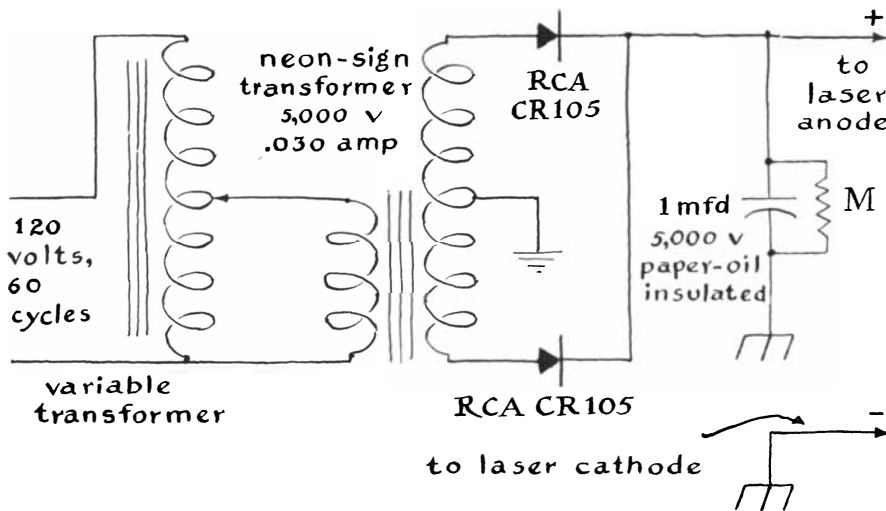 neon-sign
transformer
5,000 v
.030 amp
RCA
CR105
+
to
laser
anode
120
volts,
60
cycles
1 mfd
5,000 v
paper-oil
insulated
M
variable
transformer
RCA CR105
-
to laser cathode